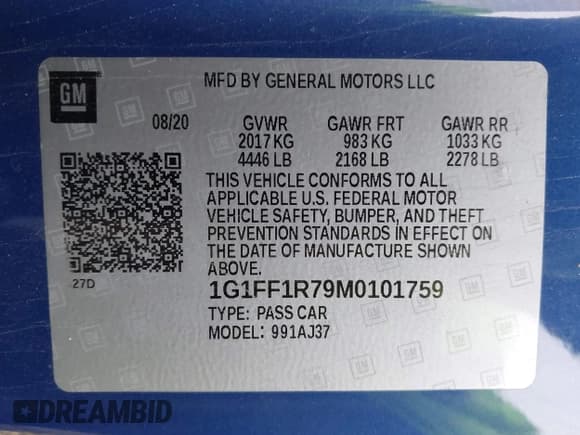 GM
MFD BY GENERAL MOTORS LLC
08/20 GVWR GAWR FRT GAWR RR
2017 KG 983 KG 1033 KG
4446 LB 2168 LB 2278 LB
THIS VEHICLE CONFORMS TO ALL
APPLICABLE U.S. FEDERAL MOTOR
VEHICLE SAFETY, BUMPER, AND THEFT
PREVENTION STANDARDS IN EFFECT ON
THE DATE OF MANUFACTURE SHOWN
ABOVE.
27D
1G1FF1R79M0101759
TYPE: PASS CAR
MODEL: 991AJ37
DREAMBID